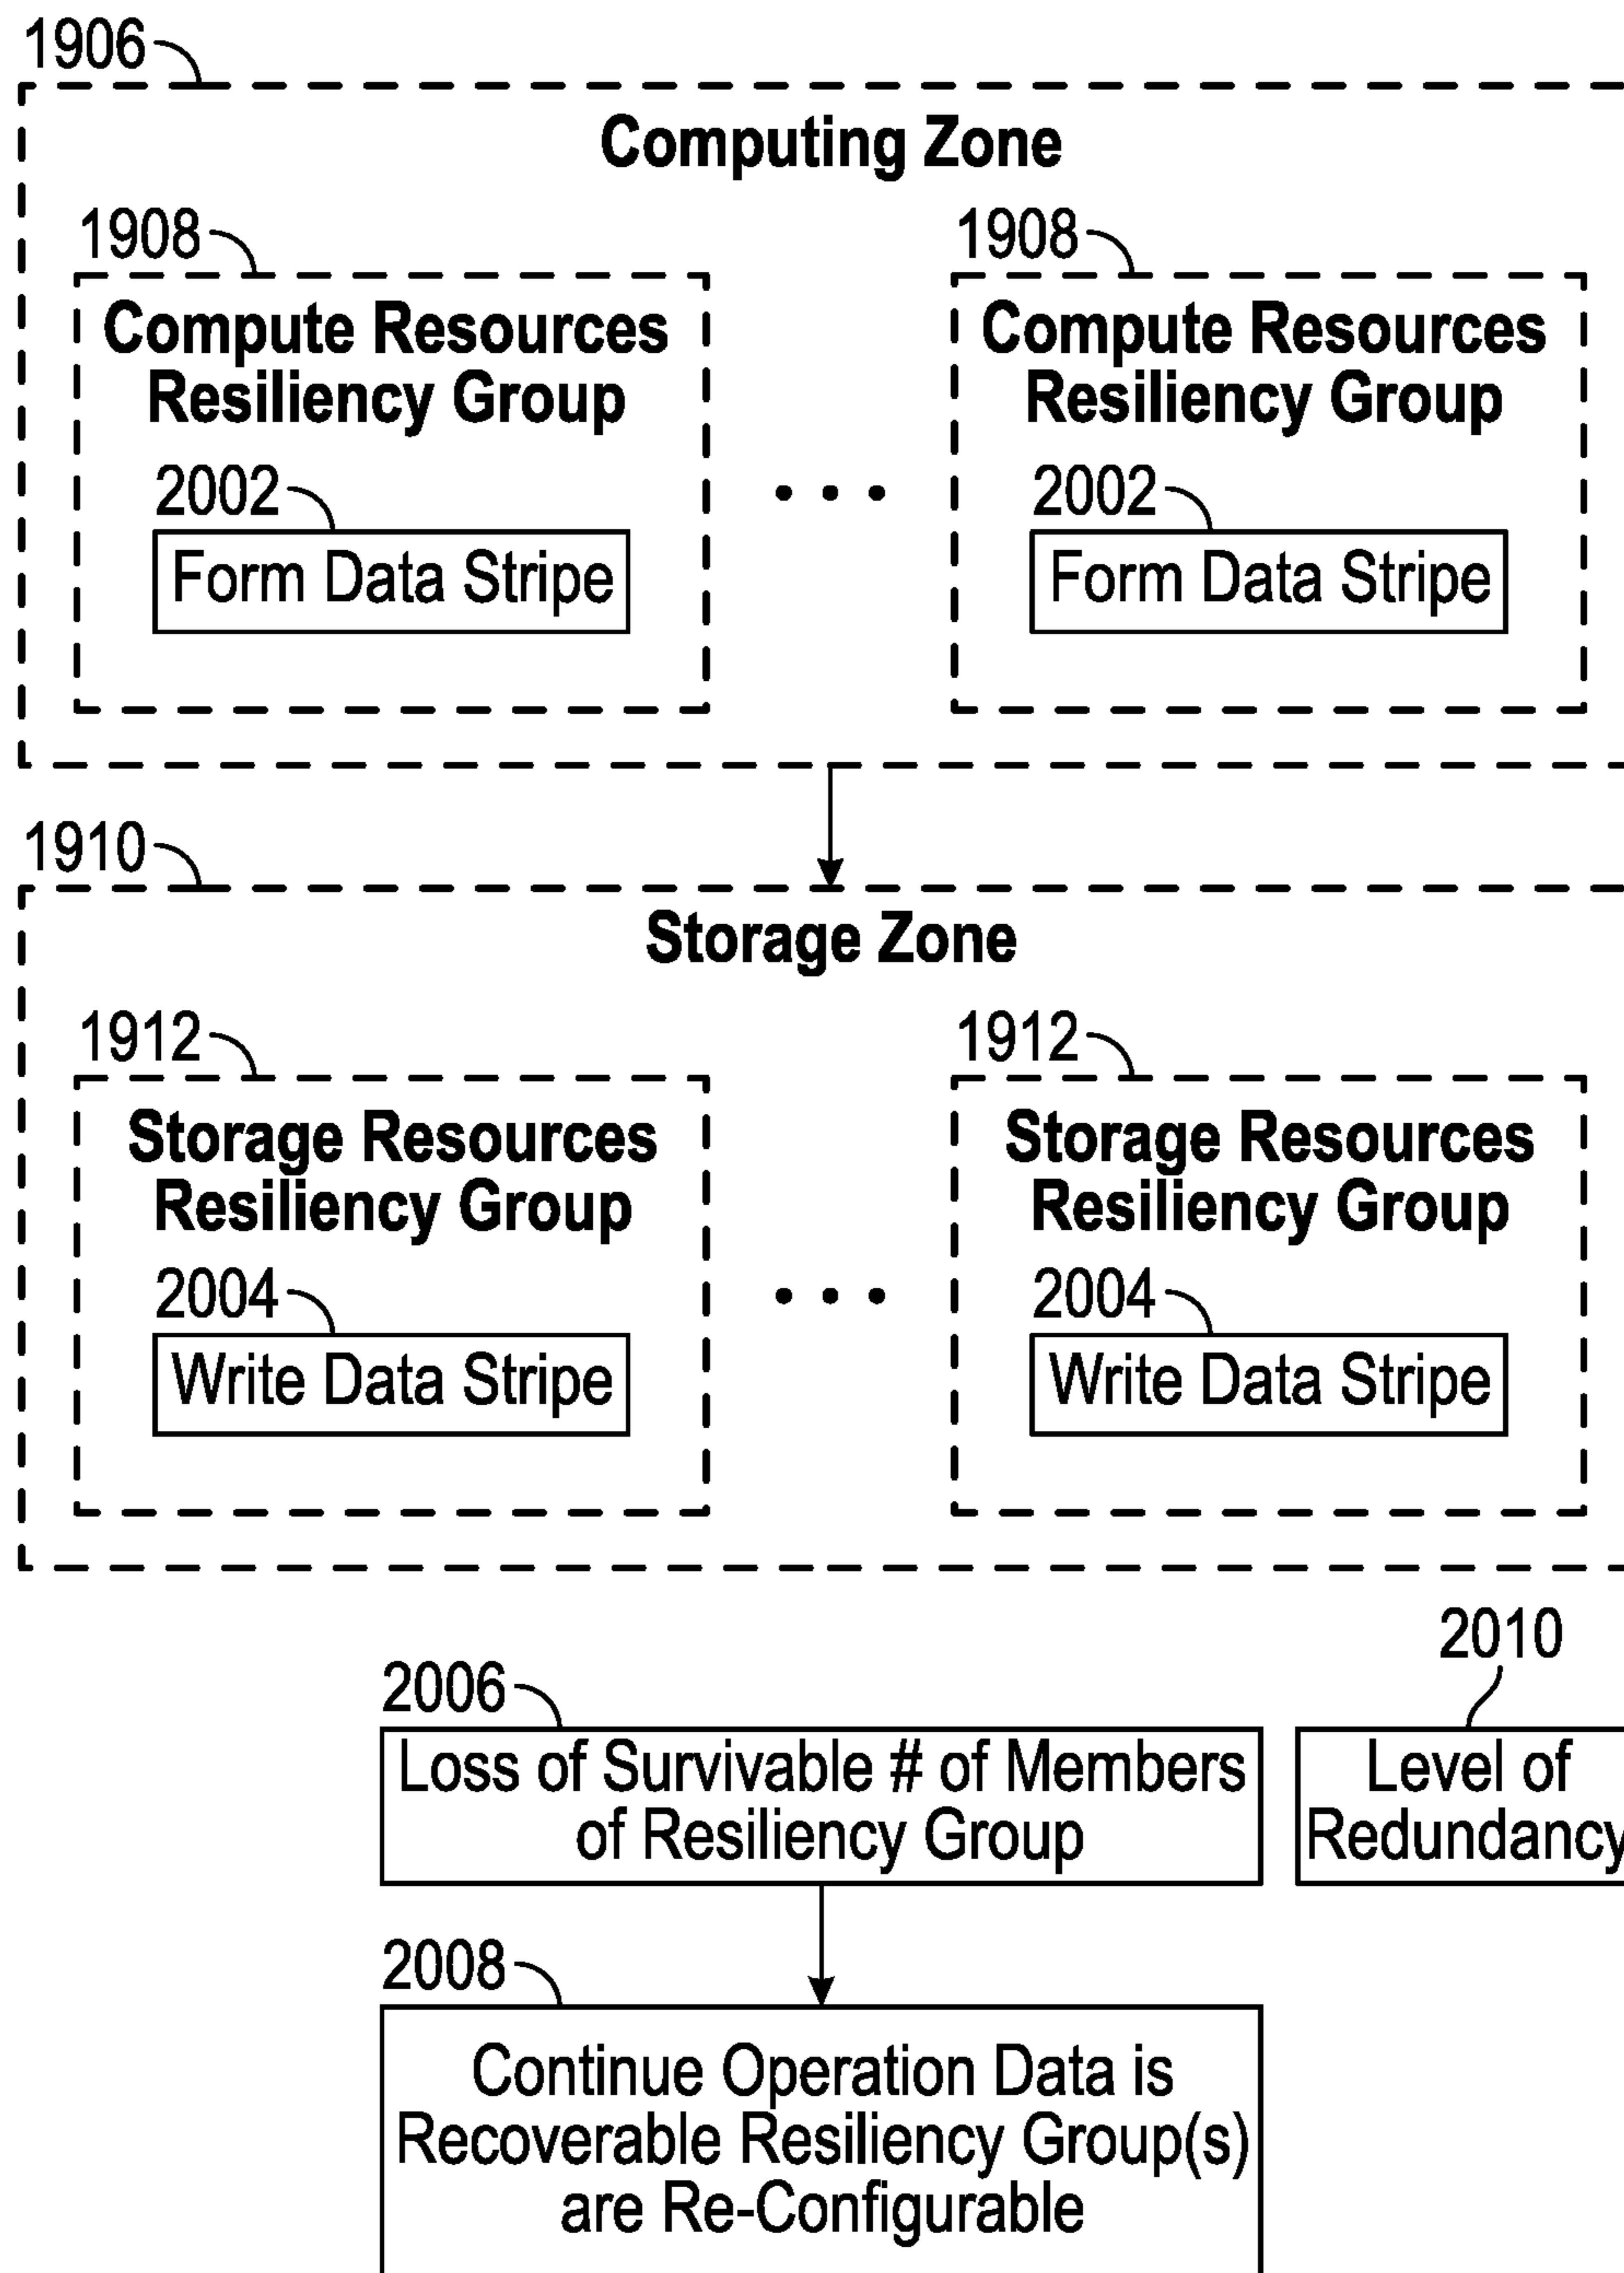 1906
Computing Zone
1908
1908
Compute Resources
Resiliency Group
Compute Resources
Resiliency Group
2002
2002
Form Data Stripe
Form Data Stripe
1910
Storage Zone
1912
1912
Storage Resources
Resiliency Group
Storage Resources
Resiliency Group
2004
2004
Write Data Stripe
Write Data Stripe
2006
Loss of Survivable # of Members
of Resiliency Group
2010
Level of
Redundancy
2008
Continue Operation Data is
Recoverable Resiliency Group(s)
are Re-Configurable